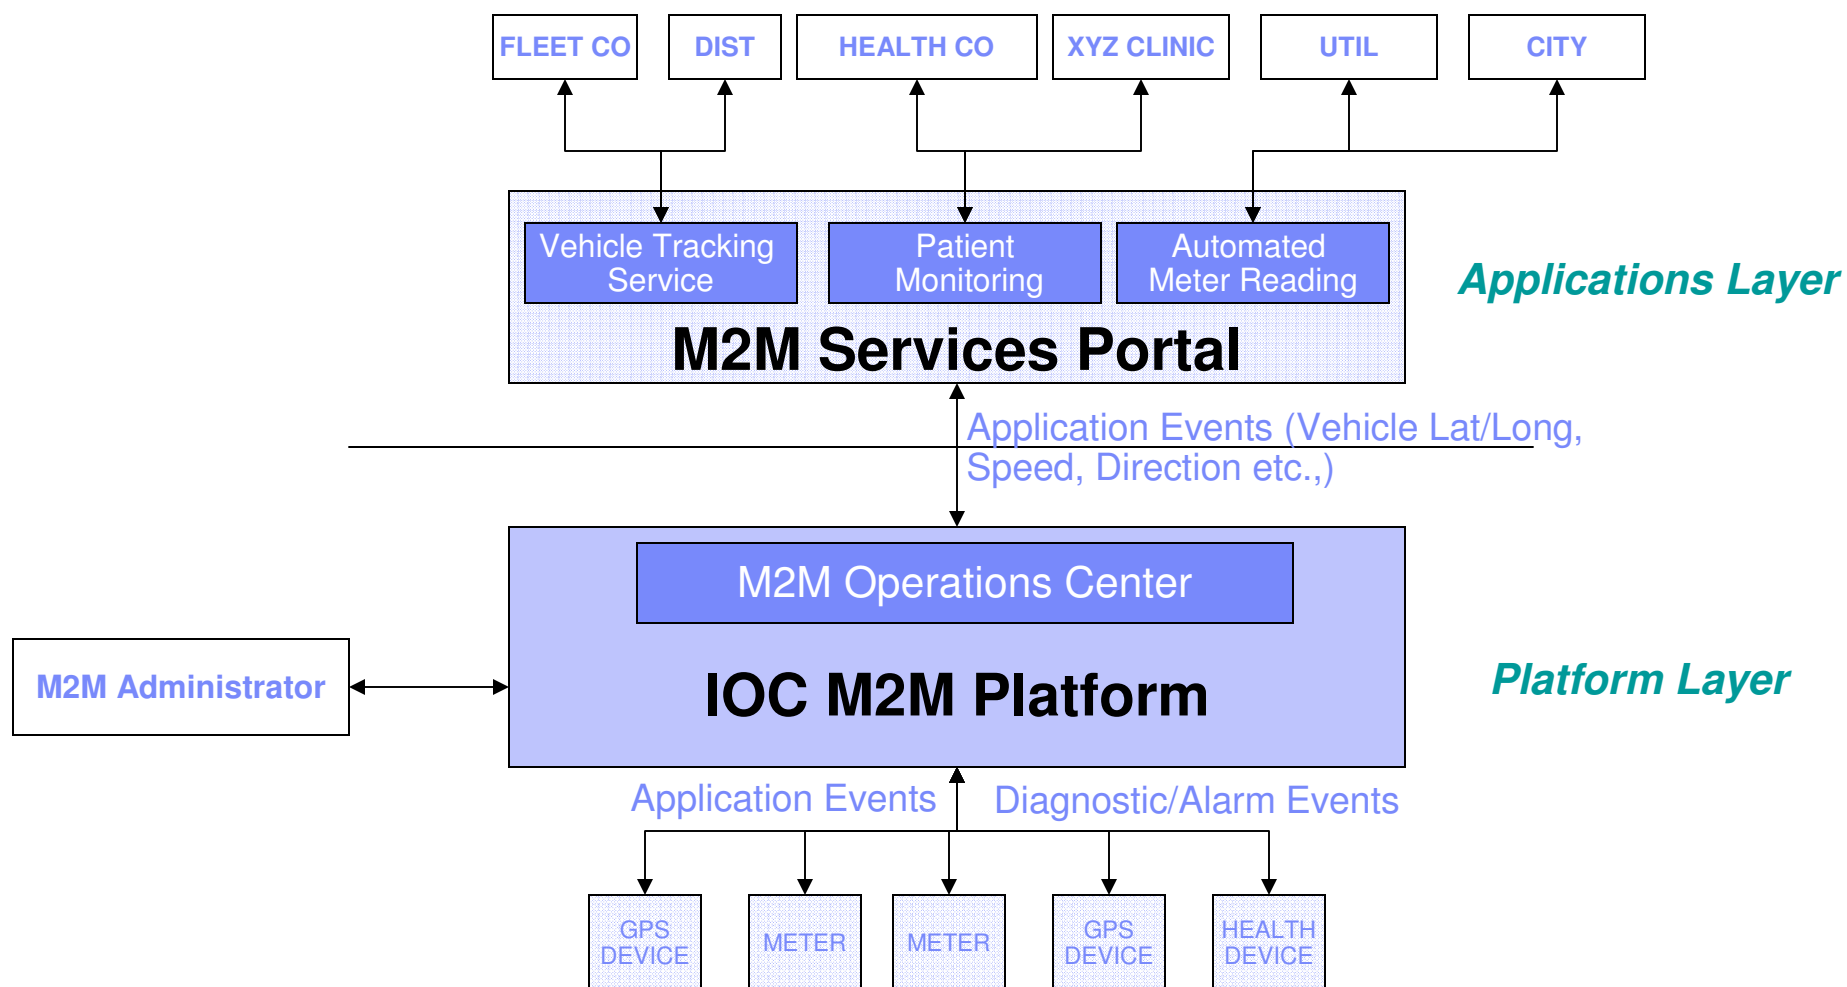 FLEET CO
DIST
HEALTH CO
XYZ CLINIC
UTIL
CITY
Vehicle Tracking
Service
Patient
Monitoring
Automated
Meter Reading
M2M Services Portal
Applications Layer
Application Events (Vehicle Lat/Long,
Speed, Direction etc.,)
M2M Operations Center
IOC M2M Platform
M2M Administrator
Platform Layer
Application Events
Diagnostic/Alarm Events
GPS
DEVICE
METER
METER
GPS
DEVICE
HEALTH
DEVICE